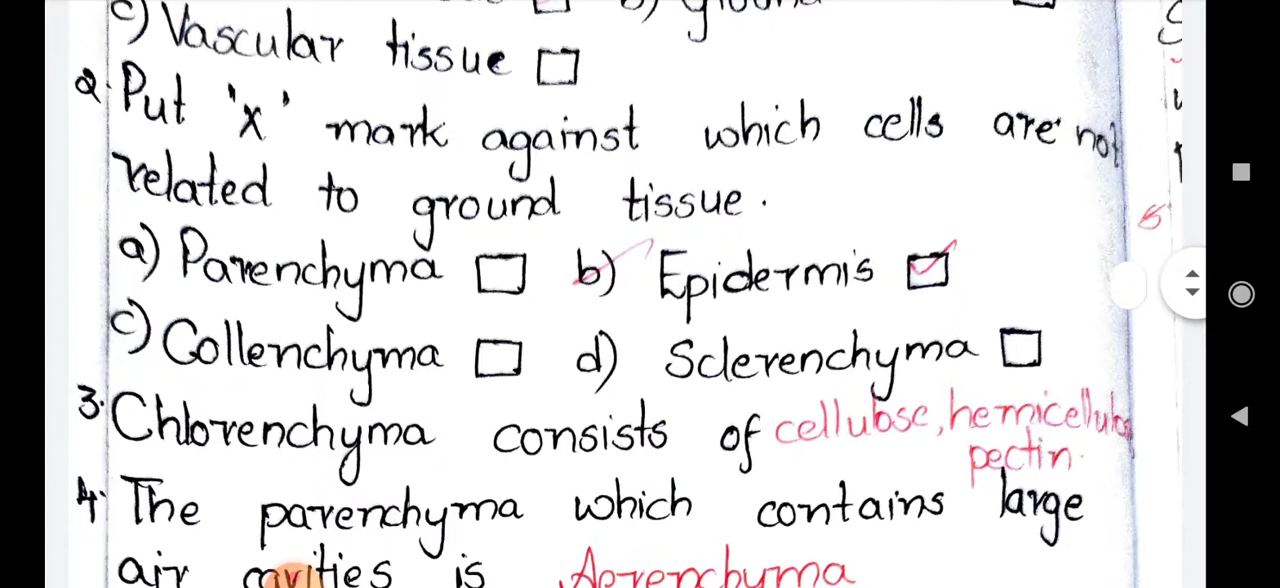 c) Vascular tissue
2. Put 'x' mark against which cells are not
related to ground tissue.
a) Parenchyma b) Epidermis
c) Collenchyma d) Sclerenchyma
3. Chlorenchyma consists of cellulose, hemicellulose
pectin.
4. The parenchyma which contains large
air cavities is Aerenchyma